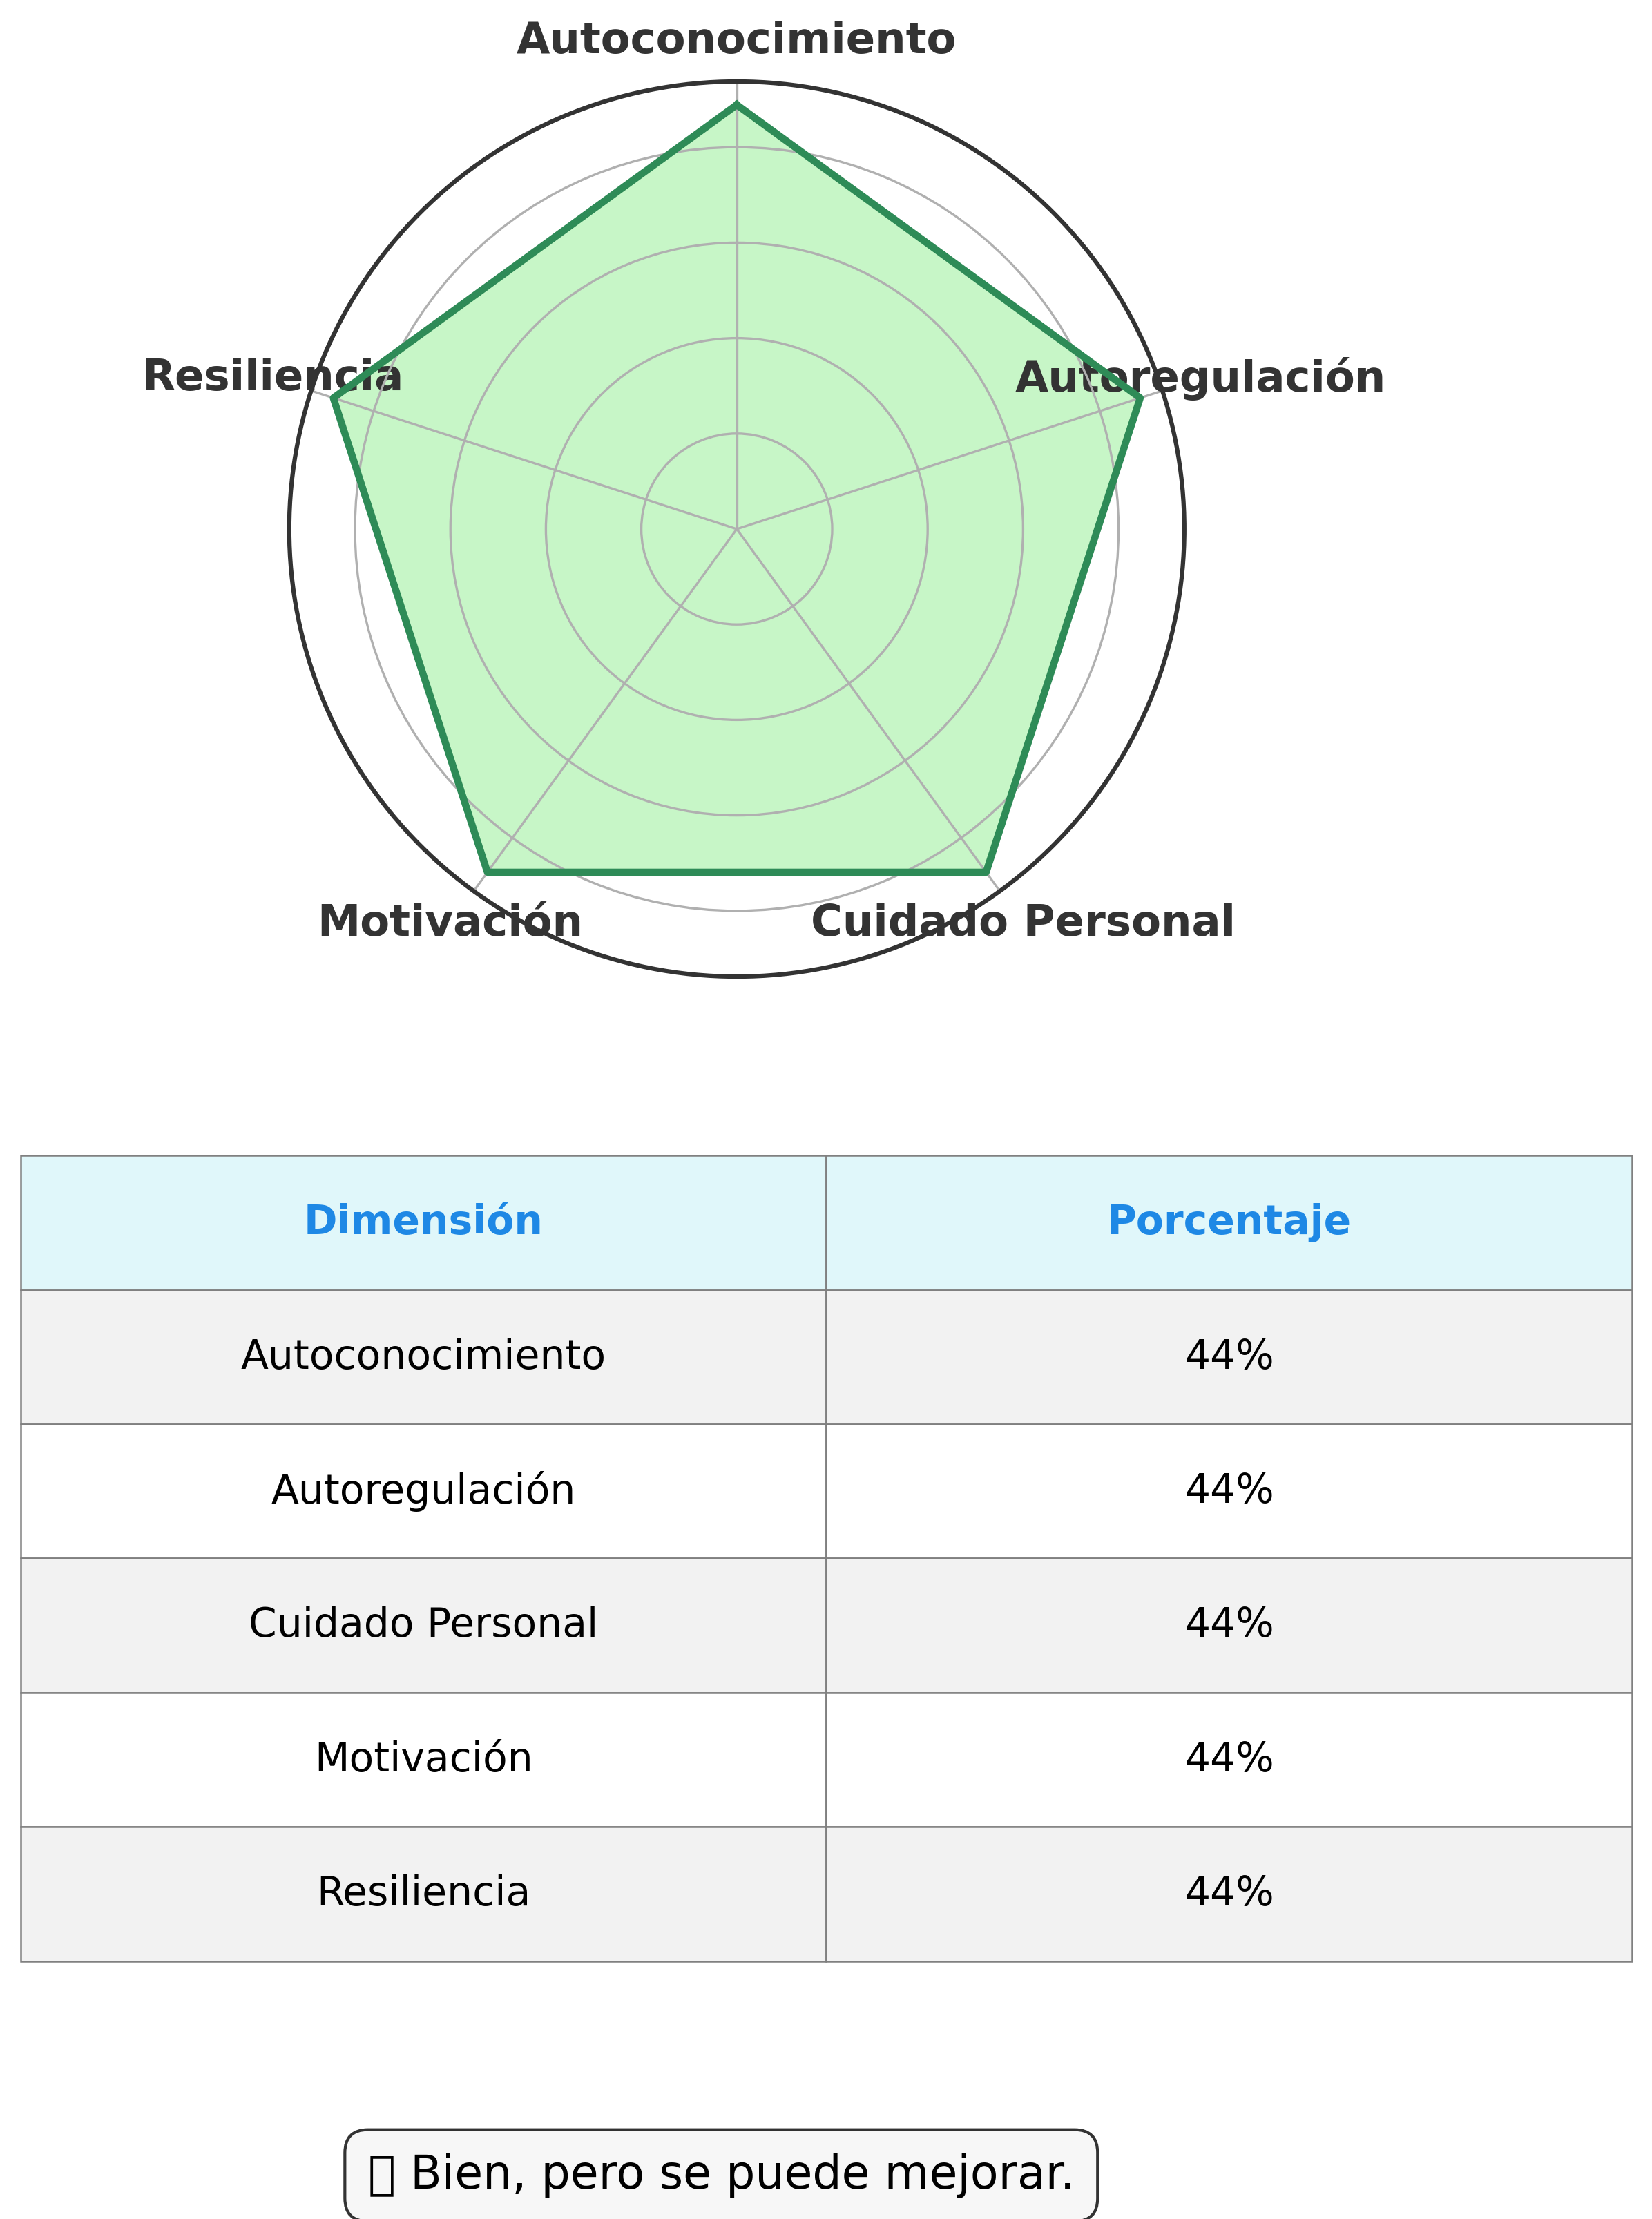 Autoconocimiento
Resiliencia
Autoregulación
Motivación
Cuidado Personal
Dimensión Porcentaje
Autoconocimiento 44%
Autoregulación 44%
Cuidado Personal 44%
Motivación 44%
Resiliencia 44%
Bien, pero se puede mejorar.